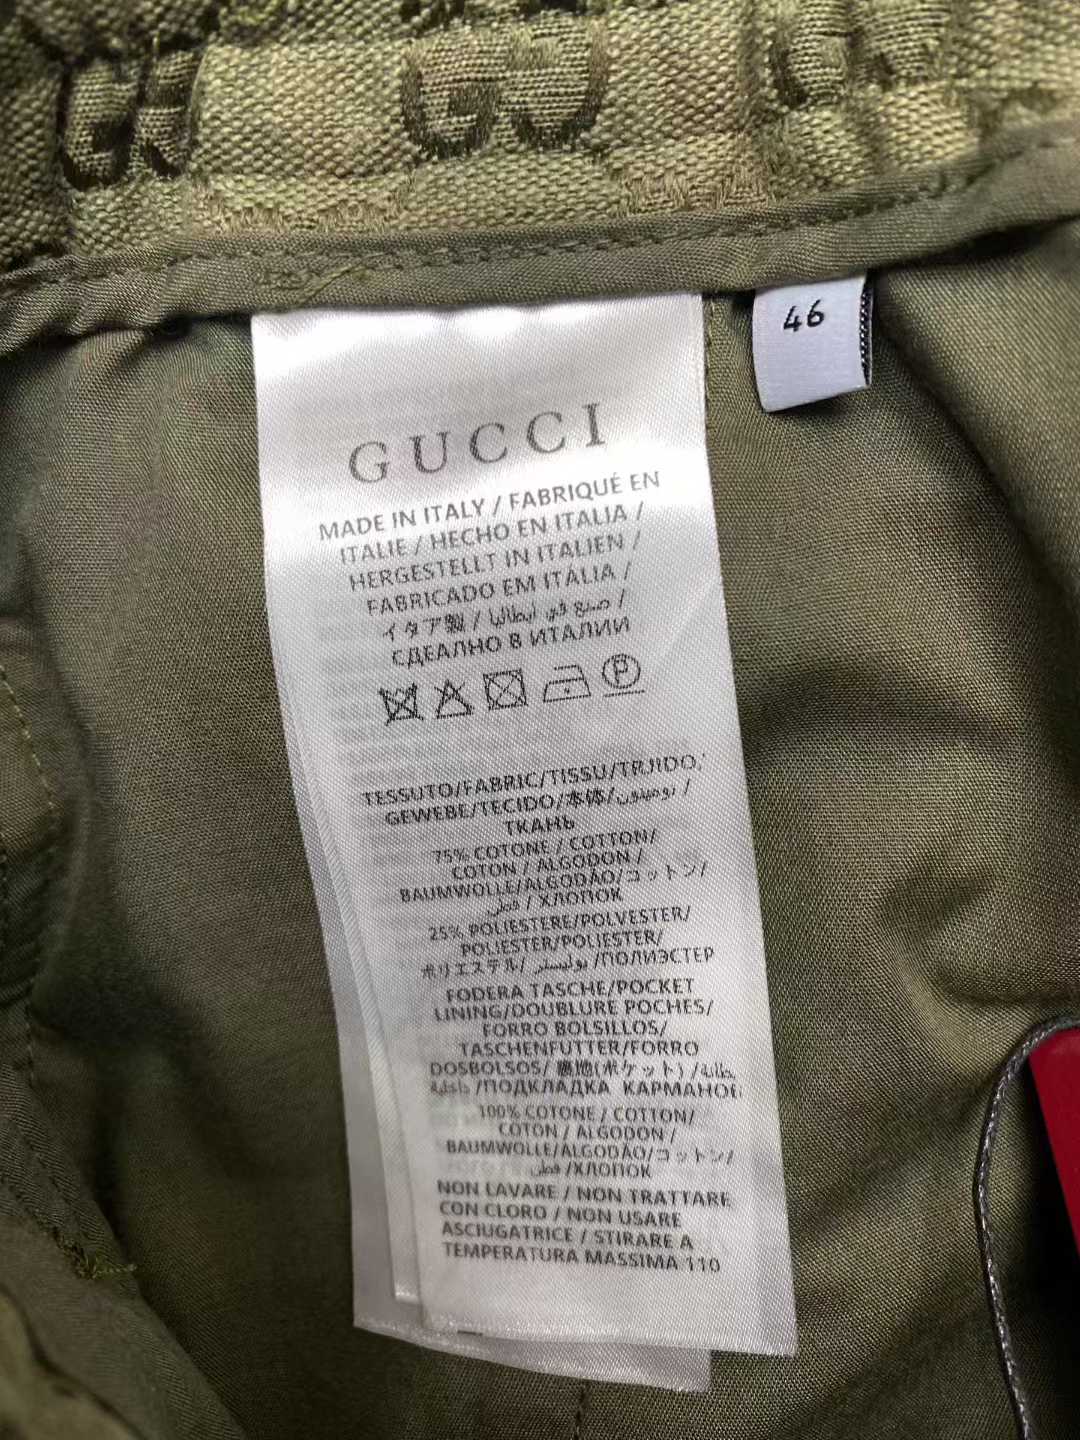 46
GUCCI
MADE IN ITALY / FABRIQUÉ EN
ITALIE / HECHO EN ITALIA /
HERGESTELLT IN ITALIEN /
FABRICADO EM ITÁLIA /
イタア製 / صنع في ايطاليا /
СДЕАЛНО В ИТАЛИИ
P
TESSUTO/FABRIC/TISSU/TRJIDO,'
GEWEBE/TECIDO/本体/
ТКАНЬ
75% COTONE / COTTON/
COTON / ALGODON /
BAUMWOLLE/ALGODÃO/コットン/
قطن / ХЛОПОК
25% POLIESTERE/POLVESTER/
POLIESTER/POLIESTER/
ポリエステル/ بوليستر /ПОЛИЭСТЕР
FODERA TASCHE/POCKET
LINING/DOUBLURE POCHES/
FORRO BOLSILLOS/
TASCHENFUTTER/FORRO
DOSBOLSOS/ 裏地(ポケット) /بطانة
داخلية /ПОДКЛАДКА КАРМАНОЕ
100% COTONE / COTTON/
COTON / ALGODON /
BAUMWOLLE/ALGODÃO/コットン/
قطن /ХЛОПОК
NON LAVARE / NON TRATTARE
CON CLORO / NON USARE
ASCIUGATRICE / STIRARE A
TEMPERATURA MASSIMA 110